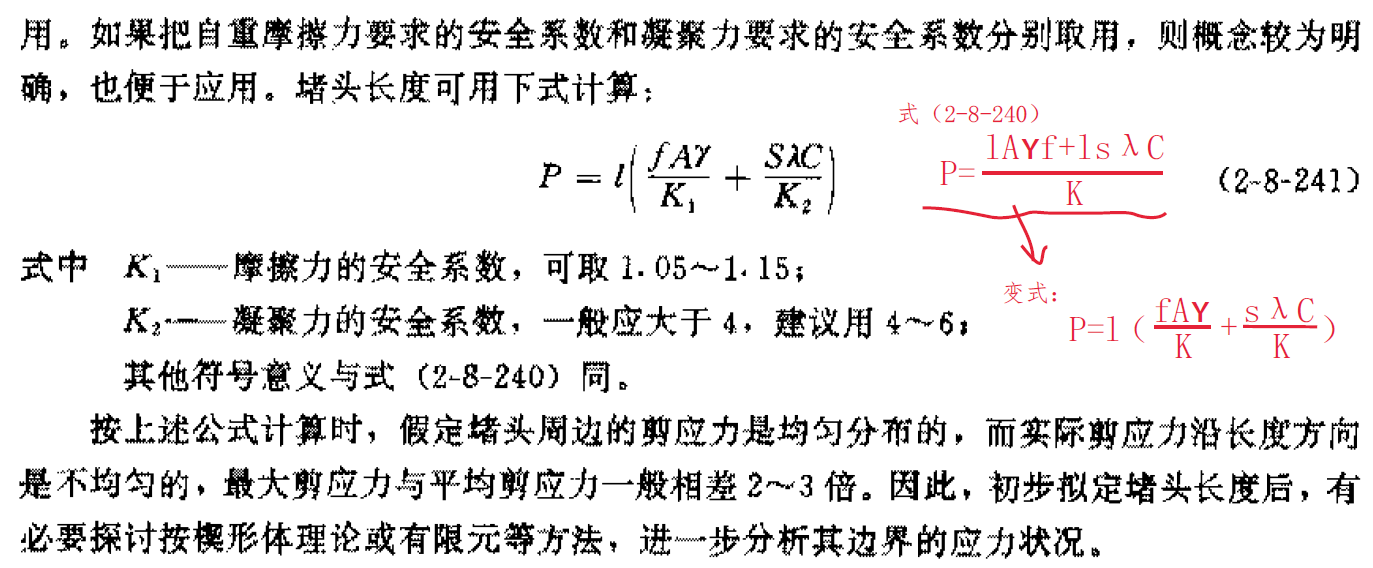 用。如果把自重摩擦力要求的安全系数和凝聚力要求的安全系数分别取用，则概念较为明
确，也便于应用。堵头长度可用下式计算：
式（2-8-240）
P = l( fAγ/K₁ + SλC/K₂ )
P= lAγf+lsλC/K
(2-8-241)
式中 K₁——摩擦力的安全系数，可取1.05～1.15；
变式：
K₂——凝聚力的安全系数，一般应大于4，建议用4～6；
P=l（fAγ/K+sλC/K）
其他符号意义与式（2-8-240）同。
按上述公式计算时，假定堵头周边的剪应力是均匀分布的，而实际剪应力沿长度方向
是不均匀的，最大剪应力与平均剪应力一般相差2～3倍。因此，初步拟定堵头长度后，有
必要探讨按楔形体理论或有限元等方法，进一步分析其边界的应力状况。